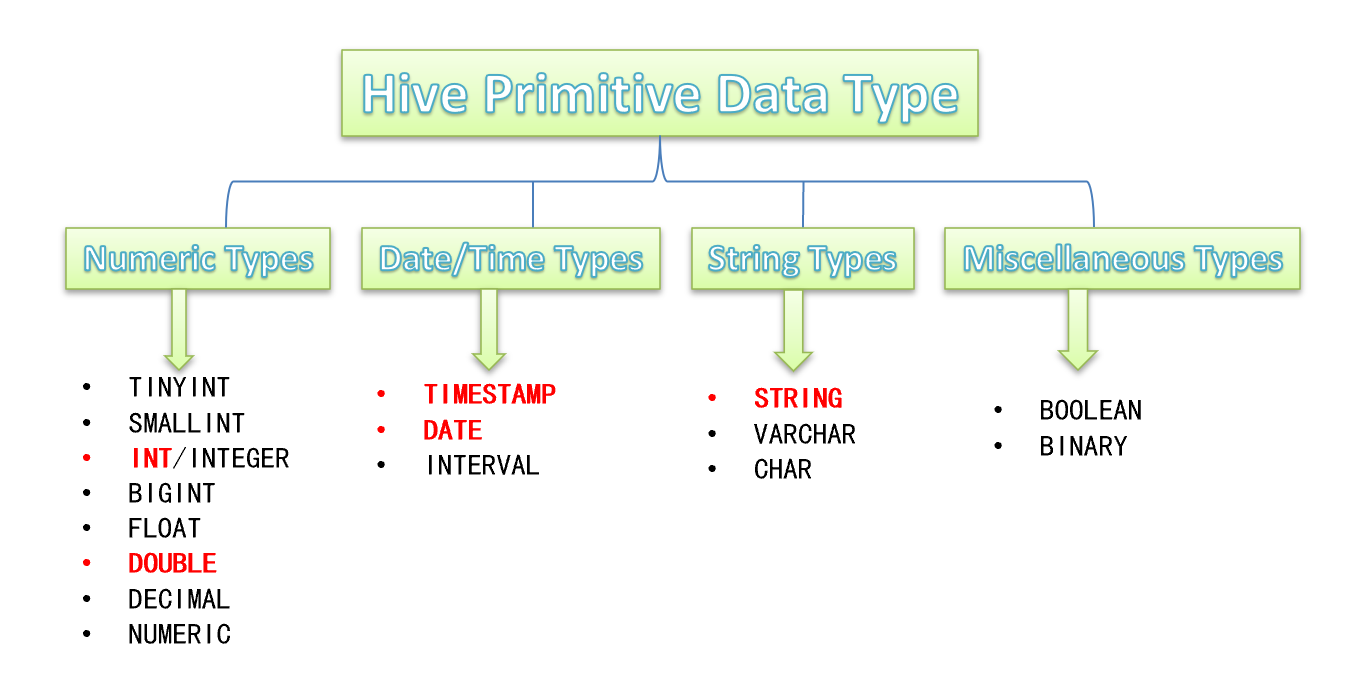 Hive Primitive Data Type
Numeric Types
• TINYINT
• SMALLINT
• INT/INTEGER
• BIGINT
• FLOAT
• DOUBLE
• DECIMAL
• NUMERIC
Date/Time Types
• TIMESTAMP
• DATE
• INTERVAL
String Types
• STRING
• VARCHAR
• CHAR
Miscellaneous Types
• BOOLEAN
• BINARY